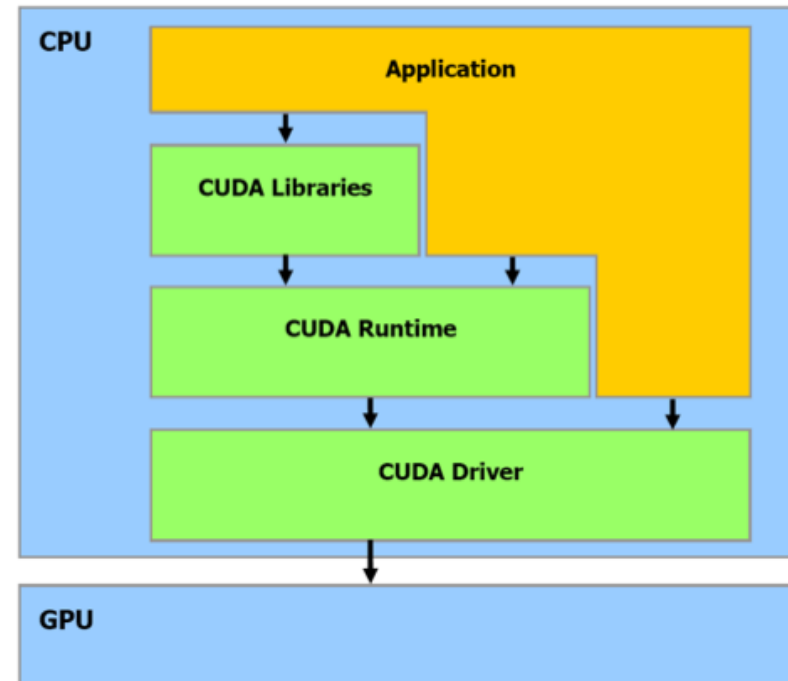 CPU
Application
CUDA Libraries
CUDA Runtime
CUDA Driver
GPU